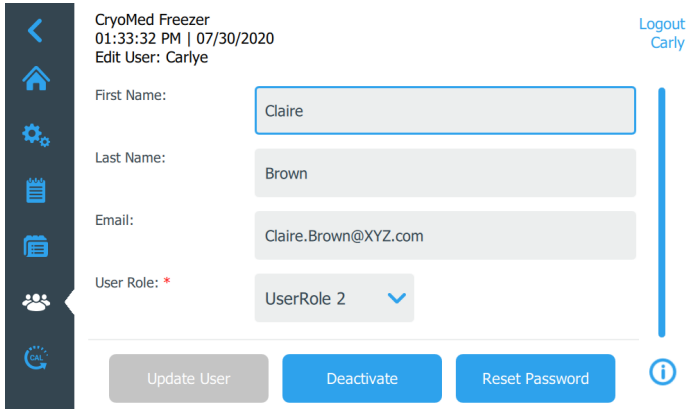 CryoMed Freezer
Logout
01:33:32 PM | 07/30/2020
Carly
Edit User: Carlye
First Name:
Claire
Last Name:
Brown
Email:
Claire.Brown@XYZ.com
User Role: *
UserRole 2
CAL
Update User
Deactivate
Reset Password